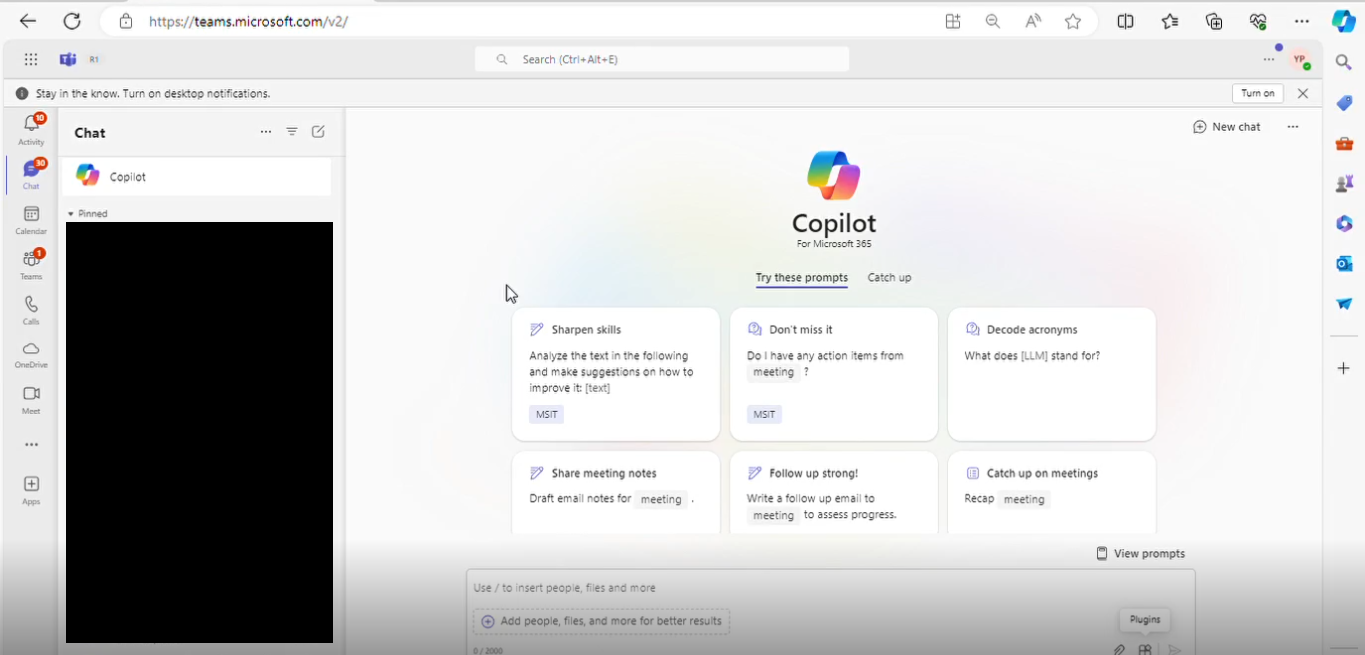 https://teams.microsoft.com/v2/
R1
Search (Ctrl+Alt+E)
YP
Stay in the know. Turn on desktop notifications.
Turn on
10
Activity
30
Chat
Calendar
1
Teams
Calls
OneDrive
Meet
Apps
Chat
Copilot
Pinned
New chat
Copilot
For Microsoft 365
Try these prompts
Catch up
Sharpen skills
Analyze the text in the following
and make suggestions on how to
improve it: [text]
MSIT
Don't miss it
Do I have any action items from
meeting ?
MSIT
Decode acronyms
What does [LLM] stand for?
Share meeting notes
Draft email notes for meeting .
Follow up strong!
Write a follow up email to
meeting to assess progress.
Catch up on meetings
Recap meeting
View prompts
Use / to insert people, files and more
Add people, files, and more for better results
Plugins
0 / 2000